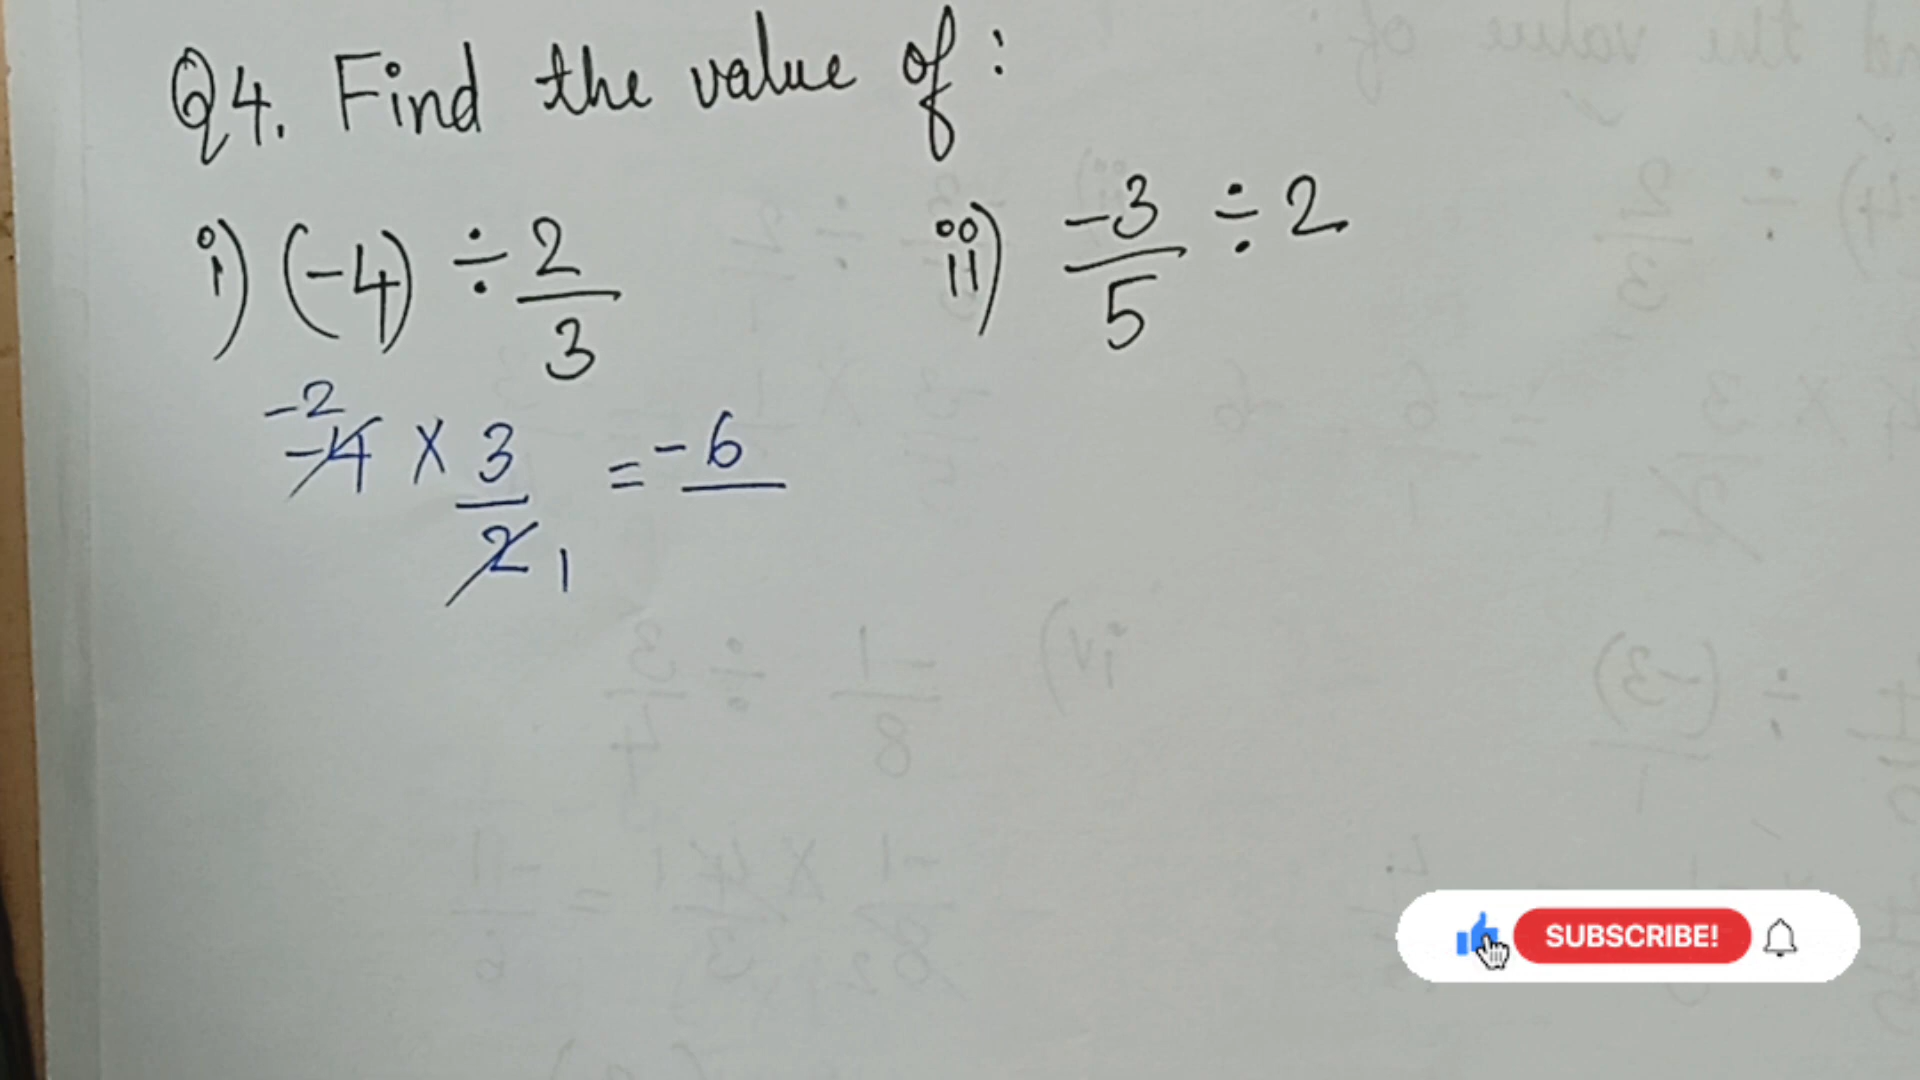 Q4. Find the value of :
i) (-4) ÷ 2/3
ii) -3/5 ÷ 2
-2
-4 × 3/2 1 = -6
SUBSCRIBE!